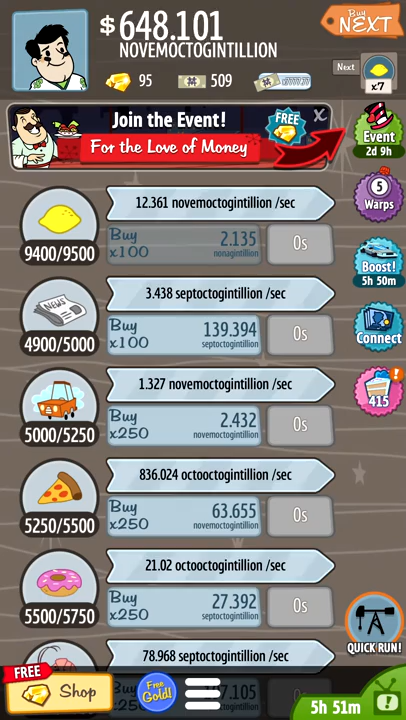 $648.101
NOVEMOCTOGINTILLION
Buy
NEXT
95
509
Next
x7
Join the Event!
For the Love of Money
FREE
X
Event
2d 9h
12.361 novemoctogintillion /sec
Buy
x100
2.135
nonagintillion
0s
9400/9500
5
Warps
3.438 septoctogintillion /sec
NEWS
Buy
x100
139.394
septoctogintillion
0s
4900/5000
Boost!
5h 50m
Connect
1.327 novemoctogintillion /sec
Buy
x250
2.432
novemoctogintillion
0s
5000/5250
!
415
836.024 octooctogintillion /sec
Buy
x250
63.655
novemoctogintillion
0s
5250/5500
21.02 octooctogintillion /sec
Buy
x250
27.392
septoctogintillion
0s
5500/5750
QUICK RUN!
78.968 septoctogintillion /sec
FREE
Shop
Free
Gold!
5h 51m
!